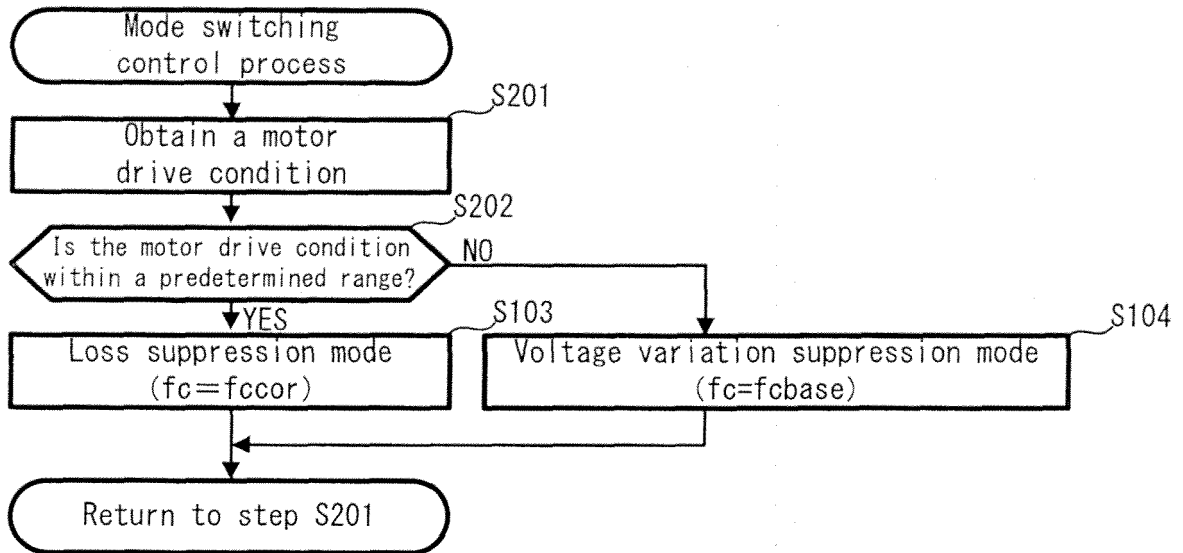 Mode switching
control process
S201
Obtain a motor
drive condition
S202
Is the motor drive condition
within a predetermined range?
NO
YES
S103
Loss suppression mode
(fc=fccor)
S104
Voltage variation suppression mode
(fc=fcbase)
Return to step S201